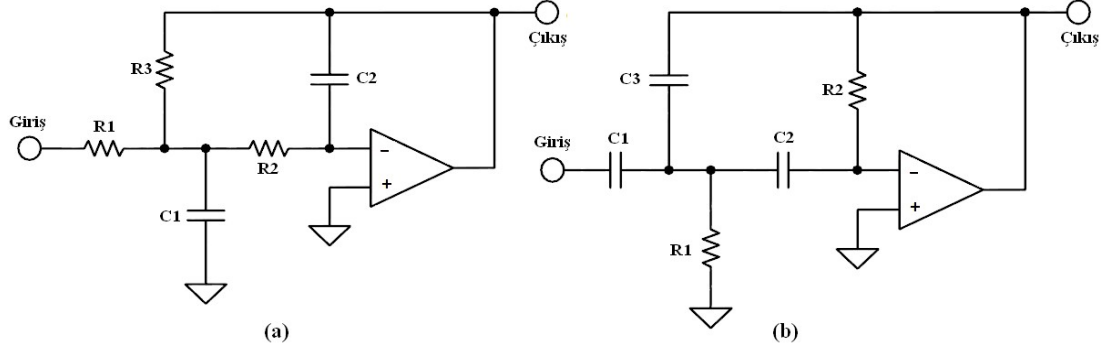 Çıkış
R3
C2
Giriş
R1
R2
C1
−
+
(a)
Çıkış
C3
R2
Giriş
C1
C2
R1
−
+
(b)